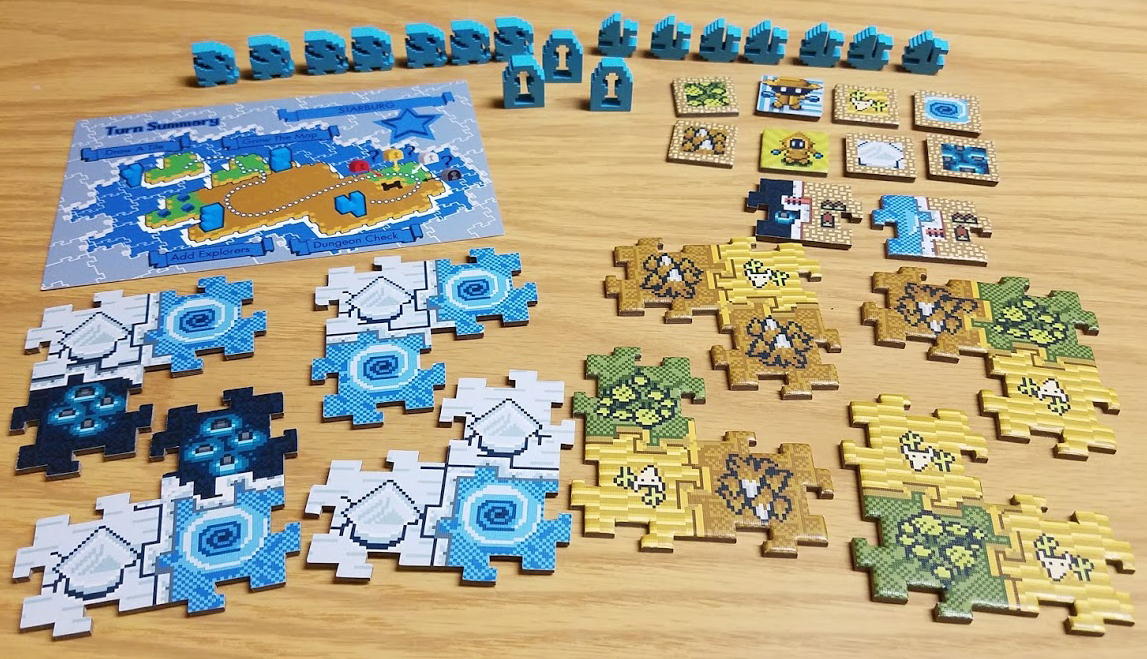 STARBURG
Turn Summary
Draw A Tile
Grow The Map
Add Explorers
Dungeon Check